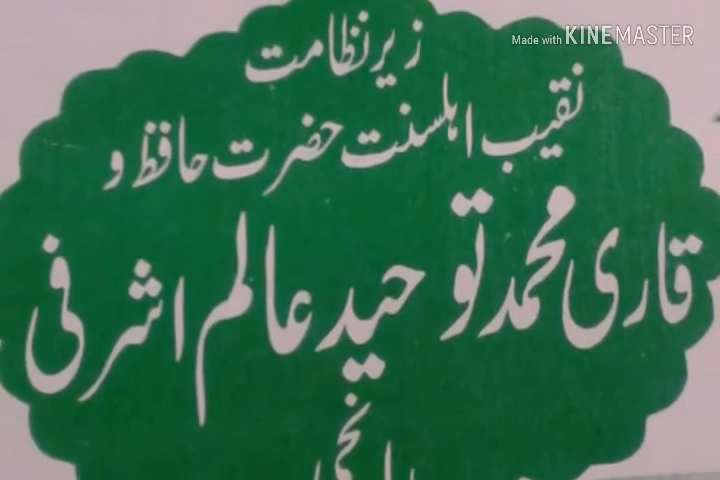 Made with KINEMASTER
زیر نظامت
نقیب اہلسنت حضرت حافظ و
قاری محمد توحید عالم اشرفی